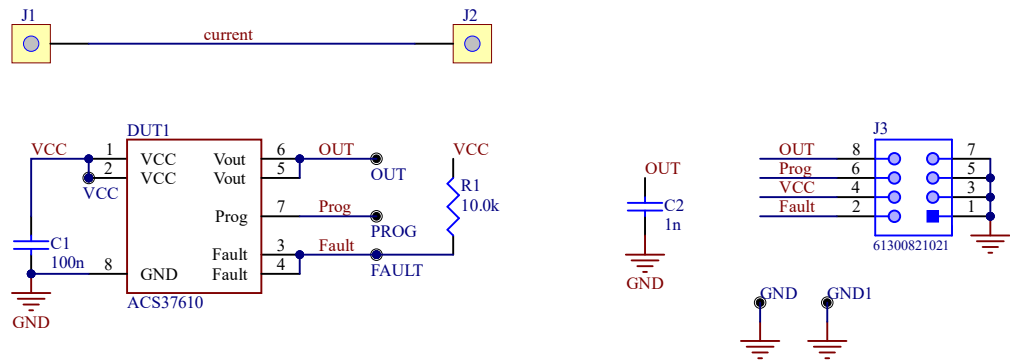 J1
J2
current
DUT1
J3
VCC 1 VCC Vout 6 OUT VCC OUT 8 7
2 VCC Vout 5 OUT OUT Prog 6 5
VCC R1 VCC 4 3
7 Prog 10.0k C2 Fault 2 1
Prog PROG 1n
C1 Fault 3 Fault 61300821021
100n 8 GND Fault 4 FAULT GND
GND ACS37610 GND GND1